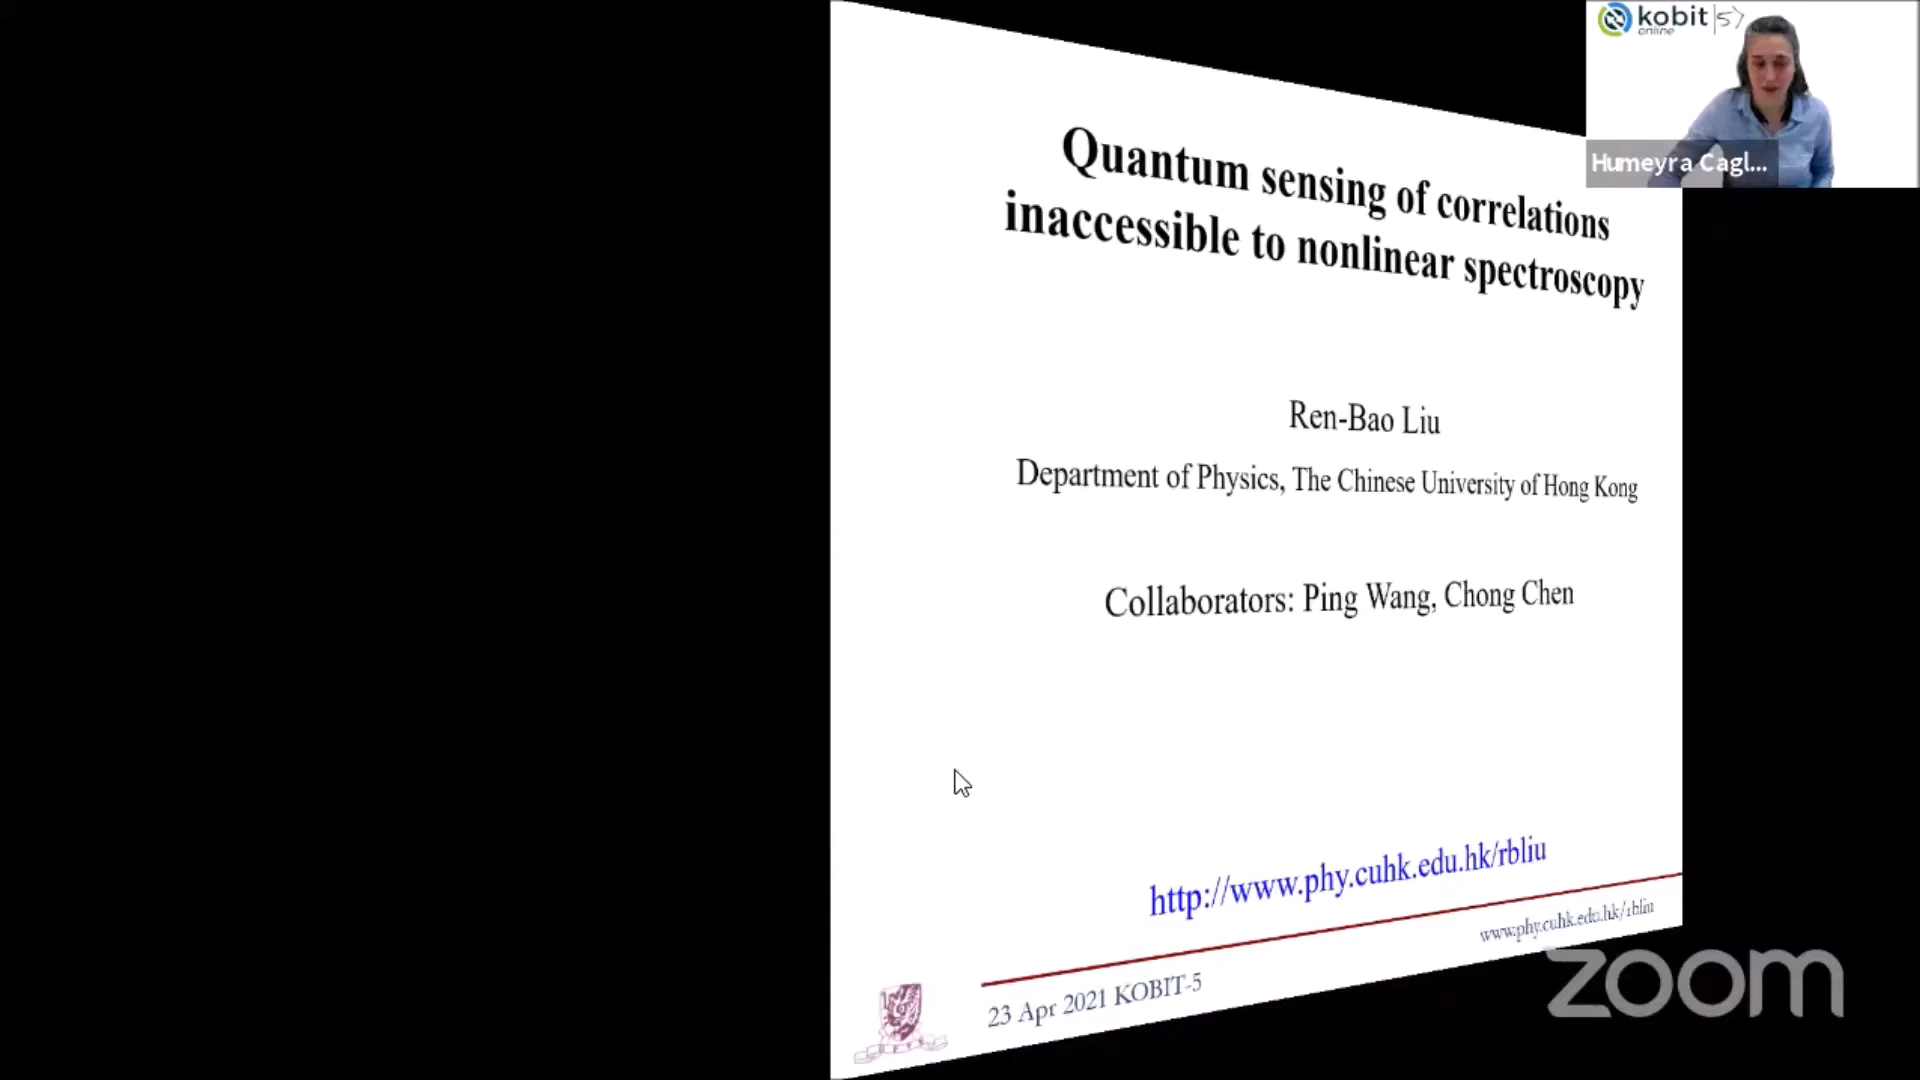 kobit|5⟩
online
Humeyra Cagl...
Quantum sensing of correlations
inaccessible to nonlinear spectroscopy
Ren-Bao Liu
Department of Physics, The Chinese University of Hong Kong
Collaborators: Ping Wang, Chong Chen
http://www.phy.cuhk.edu.hk/rbliu
www.phy.cuhk.edu.hk/rbliu
23 Apr 2021 KOBIT-5
zoom